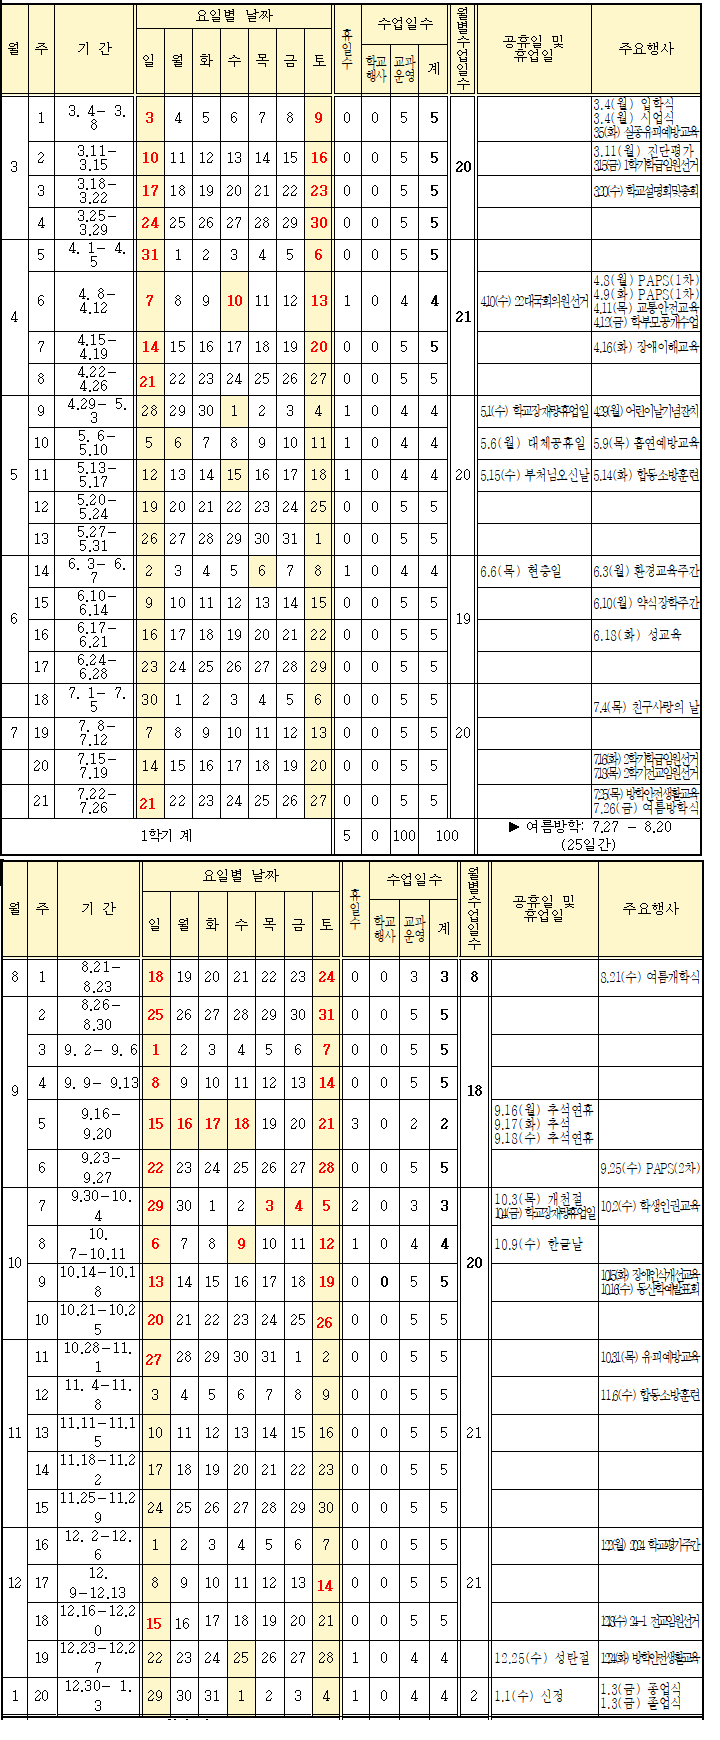 월 주 기 간 요일별 날짜 휴일수 수업일수 월별수업일수 공휴일 및 휴업일 주요행사
일 월 화 수 목 금 토 학교행사 교과운영 계
3 1 3. 4- 3. 8 3 4 5 6 7 8 9 0 0 5 5 20 3.4(월) 입학식
3.4(월) 시업식
3.5(화) 실종유괴예방교육
2 3.11- 3.15 10 11 12 13 14 15 16 0 0 5 5 3.11(월) 진단평가
3.15(금) 1학기학급임원선거
3 3.18- 3.22 17 18 19 20 21 22 23 0 0 5 5 3.20(수) 학교설명회및총회
4 3.25- 3.29 24 25 26 27 28 29 30 0 0 5 5
4 5 4. 1- 4. 5 31 1 2 3 4 5 6 0 0 5 5 21
6 4. 8- 4.12 7 8 9 10 11 12 13 1 0 4 4 4.10(수) 22대국회의원선거 4.8(월) PAPS(1차)
4.9(화) PAPS(1차)
4.11(목) 교통안전교육
4.12(금) 학부모공개수업
7 4.15- 4.19 14 15 16 17 18 19 20 0 0 5 5 4.16(화) 장애이해교육
8 4.22- 4.26 21 22 23 24 25 26 27 0 0 5 5
5 9 4.29- 5. 3 28 29 30 1 2 3 4 1 0 4 4 20 5.1(수) 학교장재량휴업일 4.29(월) 어린이날기념잔치
10 5. 6- 5.10 5 6 7 8 9 10 11 1 0 4 4 5.6(월) 대체공휴일 5.9(목) 흡연예방교육
11 5.13- 5.17 12 13 14 15 16 17 18 1 0 4 4 5.15(수) 부처님오신날 5.14(화) 합동소방훈련
12 5.20- 5.24 19 20 21 22 23 24 25 0 0 5 5
13 5.27- 5.31 26 27 28 29 30 31 1 0 0 5 5
6 14 6. 3- 6. 7 2 3 4 5 6 7 8 1 0 4 4 19 6.6(목) 현충일 6.3(월) 환경교육주간
15 6.10- 6.14 9 10 11 12 13 14 15 0 0 5 5 6.10(월) 약식장학주간
16 6.17- 6.21 16 17 18 19 20 21 22 0 0 5 5 6.18(화) 성교육
17 6.24- 6.28 23 24 25 26 27 28 29 0 0 5 5
7 18 7. 1- 7. 5 30 1 2 3 4 5 6 0 0 5 5 20 7.4(목) 친구사랑의 날
19 7. 8- 7.12 7 8 9 10 11 12 13 0 0 5 5
20 7.15- 7.19 14 15 16 17 18 19 20 0 0 5 5 7.16(화) 2학기학급임원선거
7.18(목) 2학기전교임원선거
21 7.22- 7.26 21 22 23 24 25 26 27 0 0 5 5 7.25(목) 방학안전생활교육
7.26(금) 여름방학식
1학기 계 5 0 100 100 ▶ 여름방학: 7.27 - 8.20
(25일간)
월 주 기 간 요일별 날짜 휴일수 수업일수 월별수업일수 공휴일 및 휴업일 주요행사
일 월 화 수 목 금 토 학교행사 교과운영 계
8 1 8.21- 8.23 18 19 20 21 22 23 24 0 0 3 3 8 8.21(수) 여름개학식
9 2 8.26- 8.30 25 26 27 28 29 30 31 0 0 5 5 18
3 9. 2- 9. 6 1 2 3 4 5 6 7 0 0 5 5
4 9. 9- 9.13 8 9 10 11 12 13 14 0 0 5 5
5 9.16- 9.20 15 16 17 18 19 20 21 3 0 2 2 9.16(월) 추석연휴
9.17(화) 추석
9.18(수) 추석연휴
6 9.23- 9.27 22 23 24 25 26 27 28 0 0 5 5 9.25(수) PAPS(2차)
10 7 9.30-10. 4 29 30 1 2 3 4 5 2 0 3 3 20 10.3(목) 개천절
10.4(금) 학교장재량휴업일 10.2(수) 학생인권교육
8 10. 7-10.11 6 7 8 9 10 11 12 1 0 4 4 10.9(수) 한글날
9 10.14-10.18 13 14 15 16 17 18 19 0 0 5 5 10.15(화) 장애인식개선교육
10.16(수) 동산학예발표회
10 10.21-10.25 20 21 22 23 24 25 26 0 0 5 5
11 11 10.28-11. 1 27 28 29 30 31 1 2 0 0 5 5 21 10.31(목) 유괴예방교육
12 11. 4-11. 8 3 4 5 6 7 8 9 0 0 5 5 11.6(수) 합동소방훈련
13 11.11-11.15 10 11 12 13 14 15 16 0 0 5 5
14 11.18-11.22 17 18 19 20 21 22 23 0 0 5 5
15 11.25-11.29 24 25 26 27 28 29 30 0 0 5 5
12 16 12. 2-12. 6 1 2 3 4 5 6 7 0 0 5 5 21 12.2(월) 2024 학교평가주간
17 12. 9-12.13 8 9 10 11 12 13 14 0 0 5 5
18 12.16-12.20 15 16 17 18 19 20 21 0 0 5 5 24-1 전교임원선거
19 12.23-12.27 22 23 24 25 26 27 28 1 0 4 4 12.25(수) 성탄절 12.24(화) 방학안전생활교육
1 20 12.30- 1. 3 29 30 31 1 2 3 4 1 0 4 4 2 1.1(수) 신정 1.3(금) 종업식
1.3(금) 졸업식